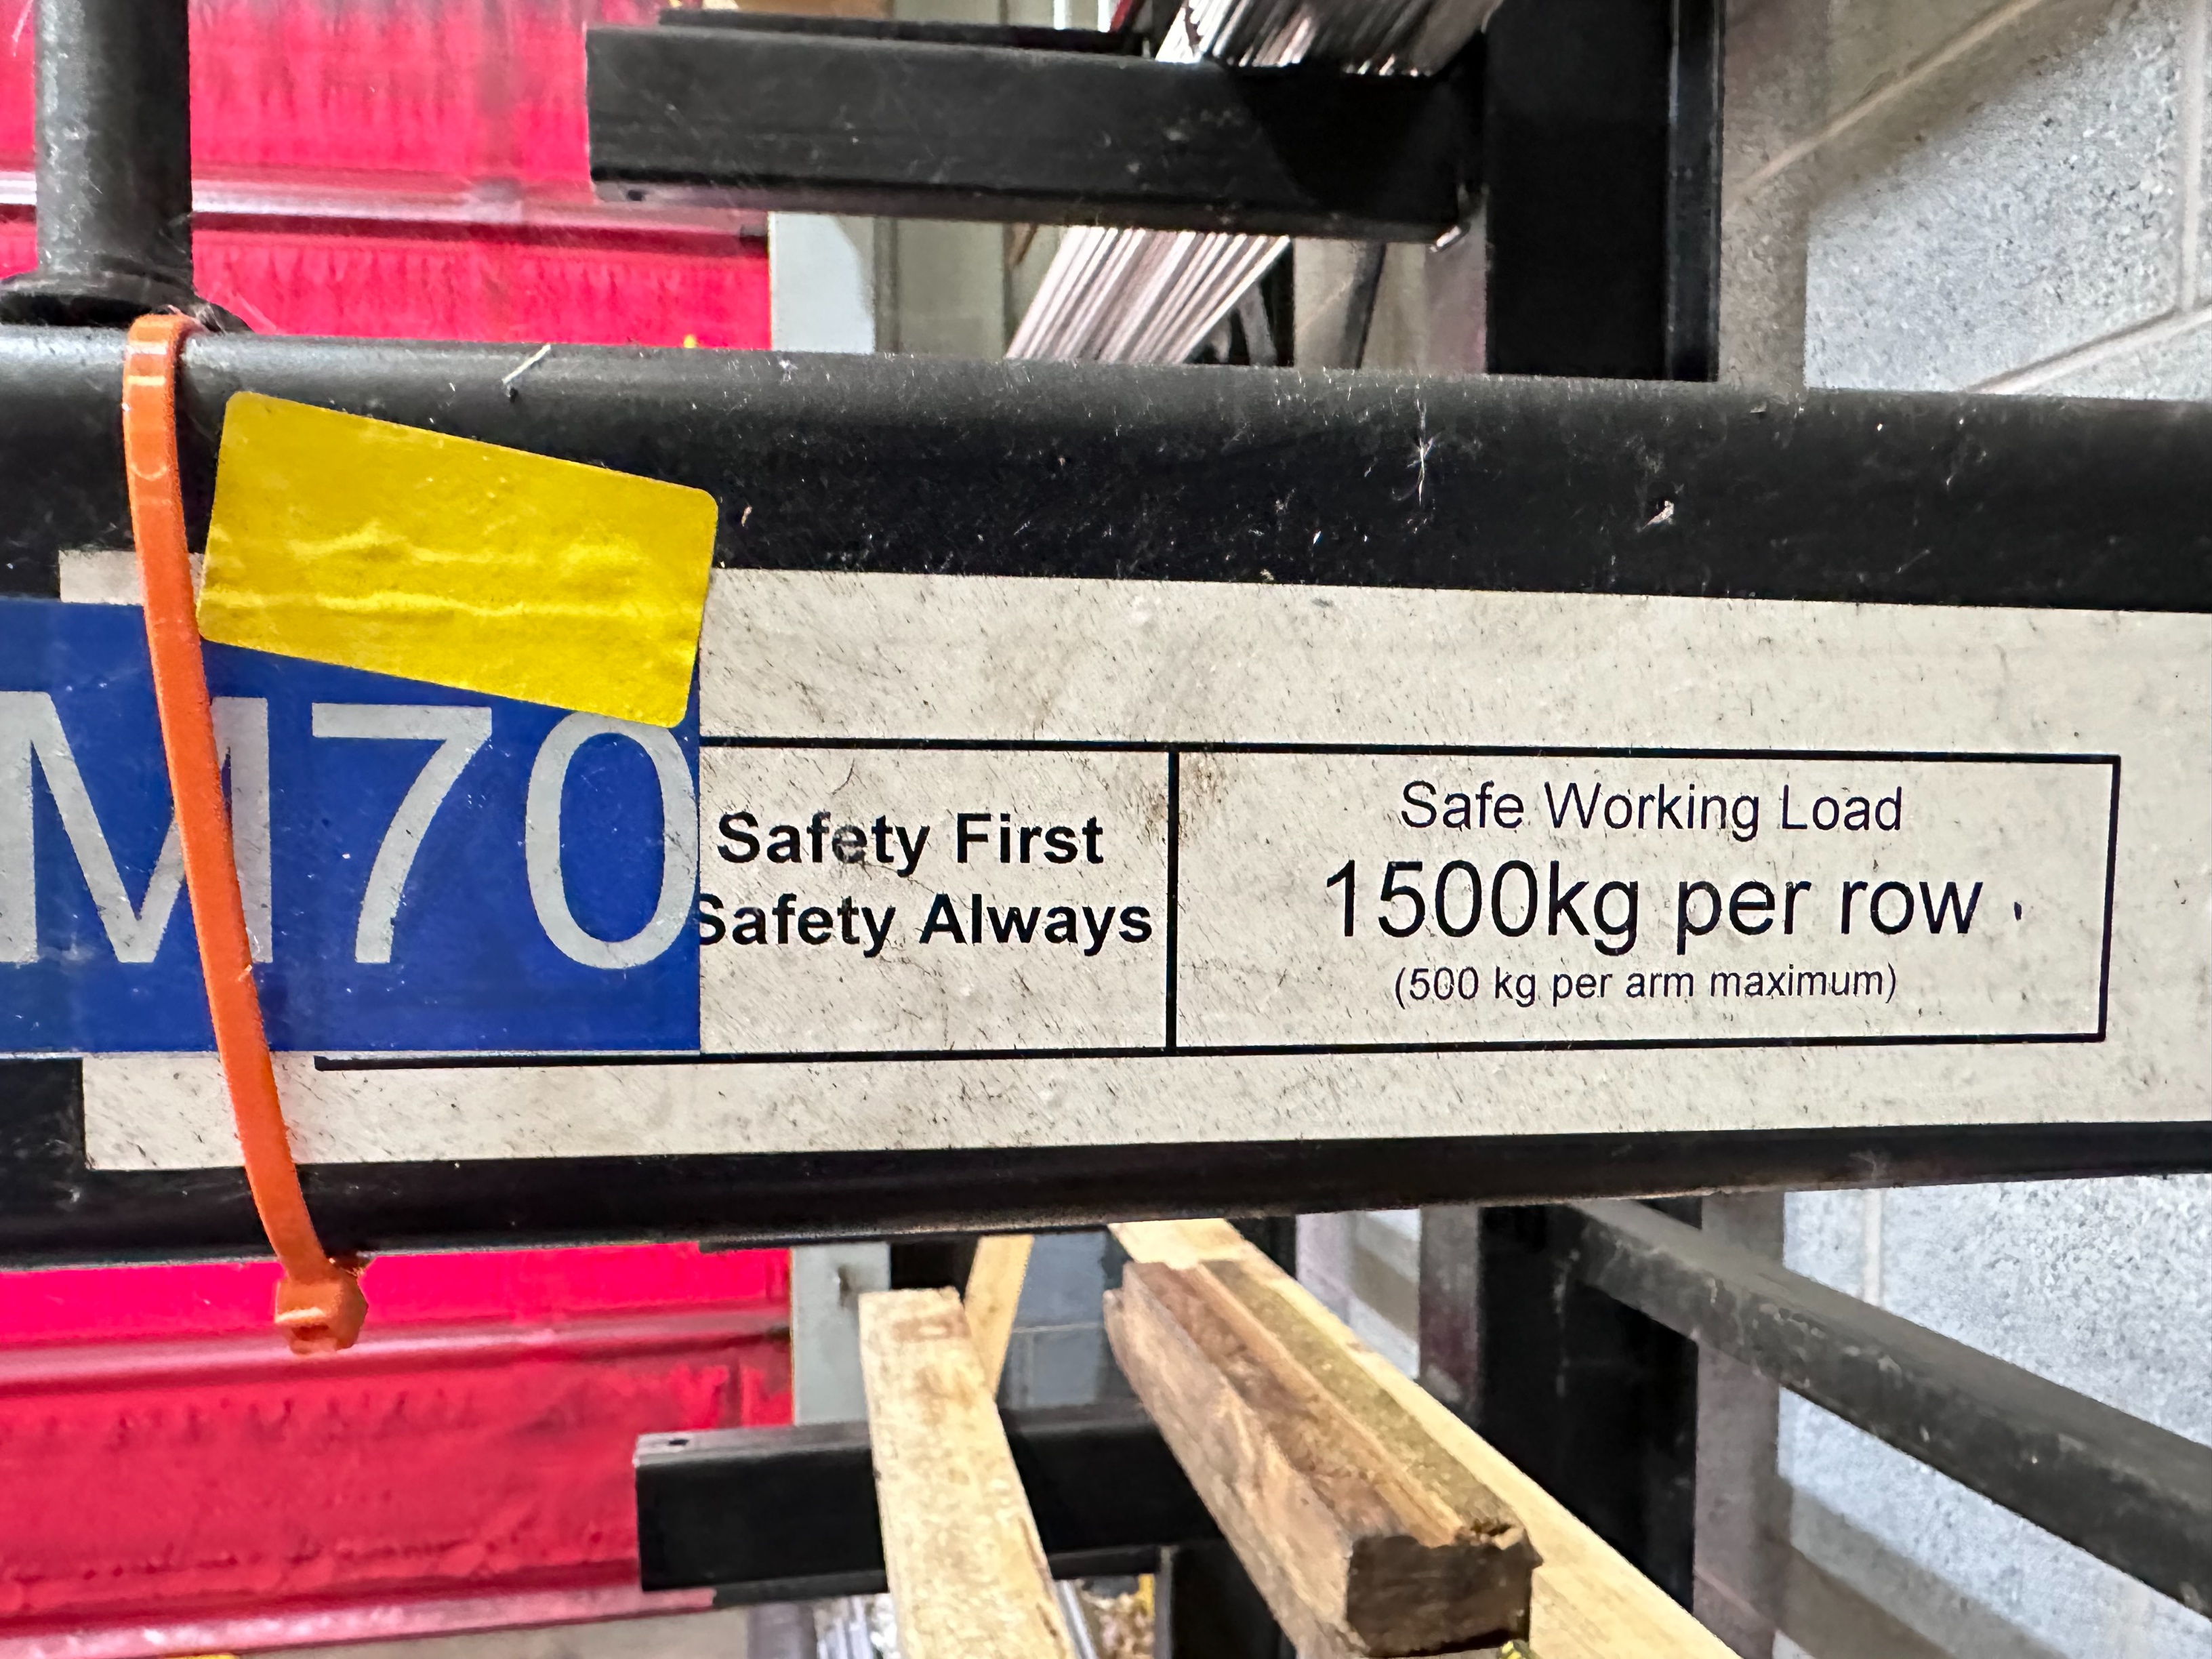 M70
Safety First
Safety Always
Safe Working Load
1500kg per row
(500 kg per arm maximum)